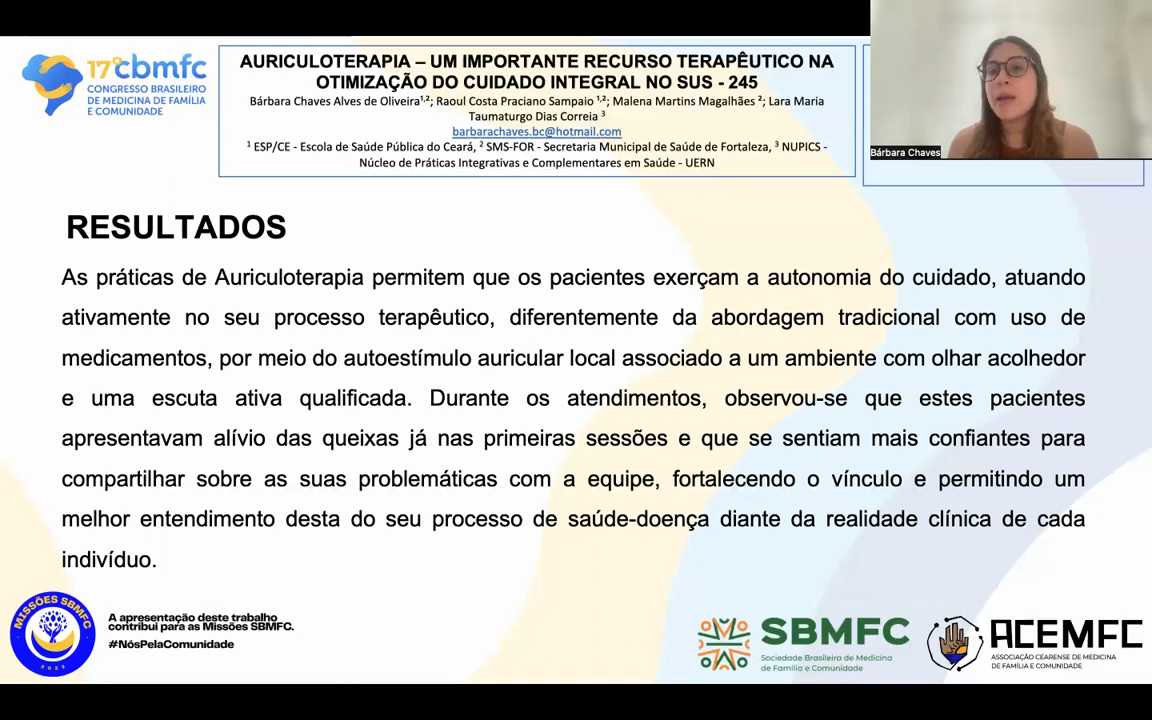 17º cbmfc
CONGRESSO BRASILEIRO
DE MEDICINA DE FAMÍLIA
E COMUNIDADE
AURICULOTERAPIA – UM IMPORTANTE RECURSO TERAPÊUTICO NA
OTIMIZAÇÃO DO CUIDADO INTEGRAL NO SUS - 245
Bárbara Chaves Alves de Oliveira1,2; Raoul Costa Praciano Sampaio 1,2; Malena Martins Magalhães 2; Lara Maria
Taumaturgo Dias Correia 3
barbarachaves.bc@hotmail.com
1 ESP/CE - Escola de Saúde Pública do Ceará, 2 SMS-FOR - Secretaria Municipal de Saúde de Fortaleza, 3 NUPICS -
Núcleo de Práticas Integrativas e Complementares em Saúde - UERN
Bárbara Chaves
RESULTADOS
As práticas de Auriculoterapia permitem que os pacientes exerçam a autonomia do cuidado, atuando
ativamente no seu processo terapêutico, diferentemente da abordagem tradicional com uso de
medicamentos, por meio do autoestímulo auricular local associado a um ambiente com olhar acolhedor
e uma escuta ativa qualificada. Durante os atendimentos, observou-se que estes pacientes
apresentavam alívio das queixas já nas primeiras sessões e que se sentiam mais confiantes para
compartilhar sobre as suas problemáticas com a equipe, fortalecendo o vínculo e permitindo um
melhor entendimento desta do seu processo de saúde-doença diante da realidade clínica de cada
indivíduo.
MISSÕES SBMFC
2023
A apresentação deste trabalho
contribui para as Missões SBMFC.
#NósPelaComunidade
SBMFC
Sociedade Brasileira de Medicina
de Família e Comunidade
ACEMFC
ASSOCIAÇÃO CEARENSE DE MEDICINA
DE FAMÍLIA E COMUNIDADE